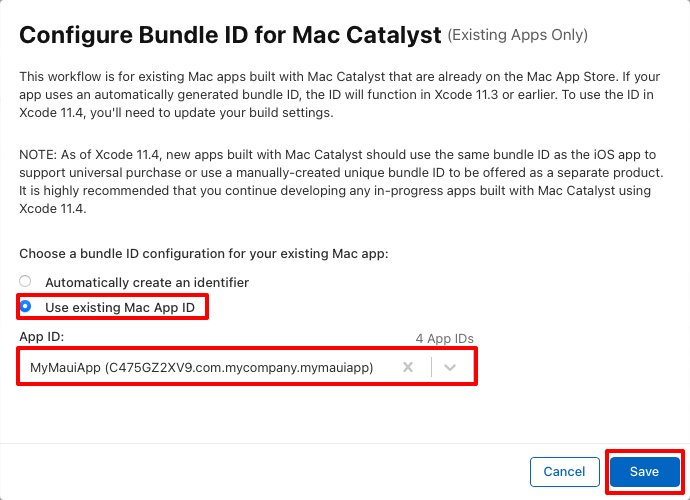 Configure Bundle ID for Mac Catalyst (Existing Apps Only)
This workflow is for existing Mac apps built with Mac Catalyst that are already on the Mac App Store. If your
app uses an automatically generated bundle ID, the ID will function in Xcode 11.3 or earlier. To use the ID in
Xcode 11.4, you'll need to update your build settings.
NOTE: As of Xcode 11.4, new apps built with Mac Catalyst should use the same bundle ID as the iOS app to
support universal purchase or use a manually-created unique bundle ID to be offered as a separate product.
It is highly recommended that you continue developing any in-progress apps built with Mac Catalyst using
Xcode 11.4.
Choose a bundle ID configuration for your existing Mac app:
Automatically create an identifier
Use existing Mac App ID
App ID: 4 App IDs
MyMauiApp (C475GZ2XV9.com.mycompany.mymauiapp)
Cancel Save